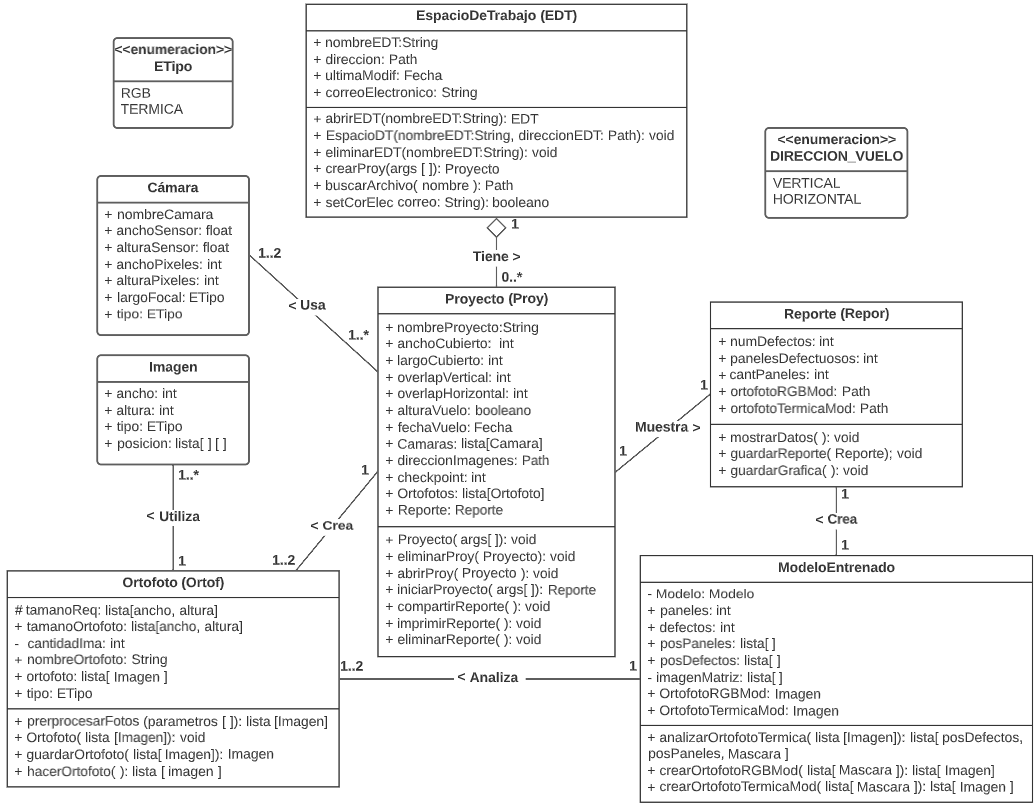 EspacioDeTrabajo (EDT)
+ nombreEDT:String
+ direccion: Path
+ ultimaModif: Fecha
+ correoElectronico: String
+ abrirEDT(nombreEDT:String): EDT
+ EspacioDT(nombreEDT:String, direccionEDT: Path): void
+ eliminarEDT(nombreEDT:String): void
+ crearProy(args [ ]): Proyecto
+ buscarArchivo( nombre ): Path
+ setCorElec correo: String): booleano
<<enumeracion>>
ETipo
RGB
TERMICA
<<enumeracion>>
DIRECCION_VUELO
VERTICAL
HORIZONTAL
Cámara
+ nombreCamara
+ anchoSensor: float
+ alturaSensor: float
+ anchoPixeles: int
+ alturaPixeles: int
+ largoFocal: ETipo
+ tipo: ETipo
1..2
< Usa
1..*
1
Tiene >
0..*
Proyecto (Proy)
+ nombreProyecto:String
+ anchoCubierto: int
+ largoCubierto: int
+ overlapVertical: int
+ overlapHorizontal: int
+ alturaVuelo: booleano
+ fechaVuelo: Fecha
+ Camaras: lista[Camara]
+ direccionImagenes: Path
+ checkpoint: int
+ Ortofotos: lista[Ortofoto]
+ Reporte: Reporte
+ Proyecto( args[ ]): void
+ eliminarProy( Proyecto): void
+ abrirProy( Proyecto ): void
+ iniciarProyecto( args[ ]): Reporte
+ compartirReporte( ): void
+ imprimirReporte( ): void
+ eliminarReporte( ): void
Reporte (Repor)
+ numDefectos: int
+ panelesDefectuosos: int
+ cantPaneles: int
+ ortofotoRGBMod: Path
+ ortofotoTermicaMod: Path
+ mostrarDatos( ): void
+ guardarReporte( Reporte); void
+ guardarGrafica( ): void
1
Muestra >
1
Imagen
+ ancho: int
+ altura: int
+ tipo: ETipo
+ posicion: lista[ ] [ ]
1..*
< Utiliza
1
1
< Crea
1..2
1
< Crea
1
Ortofoto (Ortof)
# tamanoReq: lista[ancho, altura]
+ tamanoOrtofoto: lista[ancho, altura]
- cantidadIma: int
+ nombreOrtofoto: String
+ ortofoto: lista[ Imagen ]
+ tipo: ETipo
+ prerprocesarFotos (parametros [ ]): lista [Imagen]
+ Ortofoto( lista [Imagen]): void
+ guardarOrtofoto( lista[ Imagen]): Imagen
+ hacerOrtofoto( ): lista [ imagen ]
1..2
< Analiza
1
ModeloEntrenado
- Modelo: Modelo
+ paneles: int
+ defectos: int
+ posPaneles: lista[ ]
+ posDefectos: lista[ ]
- imagenMatriz: lista[ ]
+ OrtofotoRGBMod: Imagen
+ OrtofotoTermicaMod: Imagen
+ analizarOrtofotoTermica( lista [Imagen]): lista[ posDefectos,
posPaneles, Mascara ]
+ crearOrtofotoRGBMod( lista[ Mascara ]): lista[ Imagen]
+ crearOrtofotoTermicaMod( lista[ Mascara ]): lsta[ Imagen ]